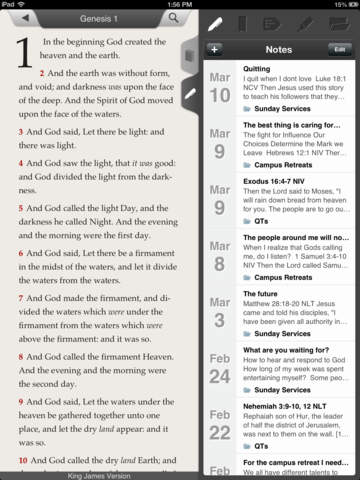 iPad
1:56 PM
15%
Genesis 1
1 In the beginning God created the
heaven and the earth.
2 And the earth was without form,
and void; and darkness was upon the
face of the deep. And the Spirit of God
moved upon the face of the waters.
3 And God said, Let there be light: and
there was light.
4 And God saw the light, that it was good:
and God divided the light from the dark-
ness.
5 And God called the light Day, and the
darkness he called Night. And the evening
and the morning were the first day.
6 And God said, Let there be a firmament
in the midst of the waters, and let it divide
the waters from the waters.
7 And God made the firmament, and di-
vided the waters which were under the
firmament from the waters which were
above the firmament: and it was so.
8 And God called the firmament Heaven.
And the evening and the morning were
the second day.
9 And God said, Let the waters under the
heaven be gathered together unto one
place, and let the dry land appear: and it
was so.
10 And God called the dry land Earth; and
King James Version
+ Notes Edit
Mar
10
Quitting
I quit when I dont love Luke 18:1
NCV Then Jesus used this story
to teach his followers that they...
Sunday Services
Mar
9
The best thing is caring for...
The fight for Influence Our
Choices Determine the Mark we
Leave Hebrews 12:1 NIV Ther...
Campus Retreats
Mar
9
Exodus 16:4-7 NIV
Then the Lord said to Moses, "I
will rain down bread from heaven
for you. The people are to go ou...
QTs
Mar
8
The people around me will no...
When I realize that Gods calling
me, do I listen? 1 Samuel 3:4-10
NIV Then the Lord called Samu...
Campus Retreats
Mar
3
The future
Matthew 28:18-20 NLT Jesus
came and told his disciples, "I
have been given all authority in...
Sunday Services
Feb
24
What are you waiting for?
How to hear and respond to God
How long of my week was spent
entertaining myself? Some peo...
Sunday Services
Feb
22
Nehemiah 3:9-10, 12 NLT
Rephaiah son of Hur, the leader
of half the district of Jerusalem,
was next to them on the wall. [1...
QTs
Feb
For the campus retreat I need...
We all have different talents to